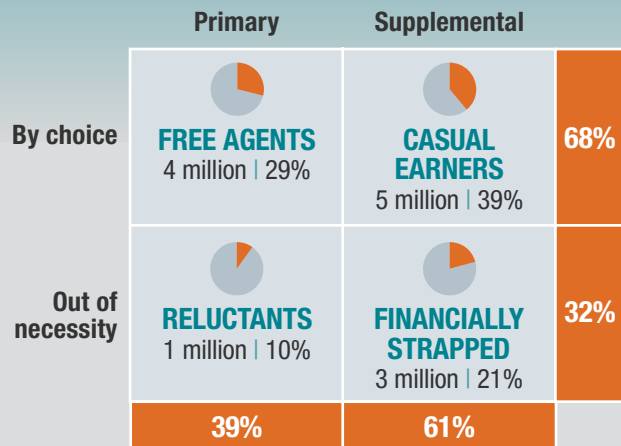 Primary
Supplemental
By choice
FREE AGENTS
4 million | 29%
CASUAL
EARNERS
5 million | 39%
68%
Out of
necessity
RELUCTANTS
1 million | 10%
FINANCIALLY
STRAPPED
3 million | 21%
32%
39%
61%